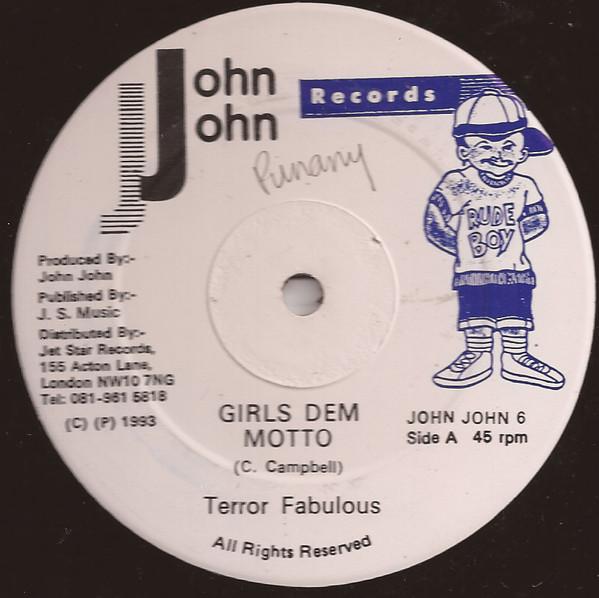 John
John
Records
Punany
RUDE
BOY
Produced By:-
John John
Published By:-
J. S. Music
Distributed By:-
Jet Star Records,
155 Acton Lane,
London NW10 7NG
Tel: 081-961 5818
(C) (P) 1993
GIRLS DEM
MOTTO
(C. Campbell)
JOHN JOHN 6
Side A 45 rpm
Terror Fabulous
All Rights Reserved